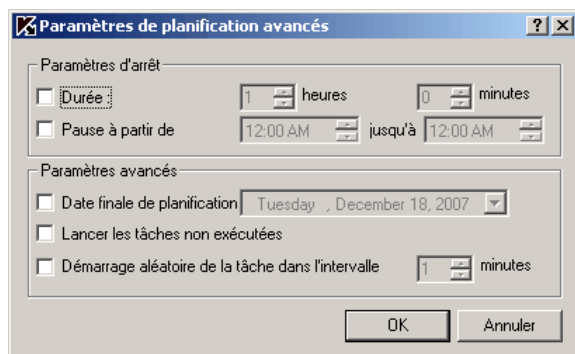 Paramètres de planification avancés
Paramètres d'arrêt
Durée : 1 heures 0 minutes
Pause à partir de 12:00 AM jusqu'à 12:00 AM
Paramètres avancés
Date finale de planification Tuesday , December 18, 2007
Lancer les tâches non exécutées
Démarrage aléatoire de la tâche dans l'intervalle 1 minutes
OK Annuler